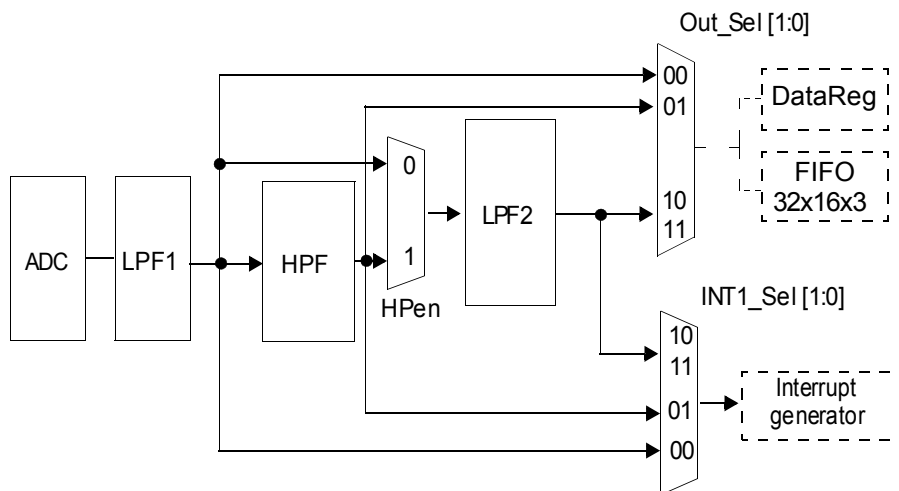 Out_Sel [1:0]
00
01
10
11
DataReg
FIFO
32x16x3
0
1
HPen
ADC
LPF1
HPF
LPF2
INT1_Sel [1:0]
10
11
01
00
Interrupt
generator